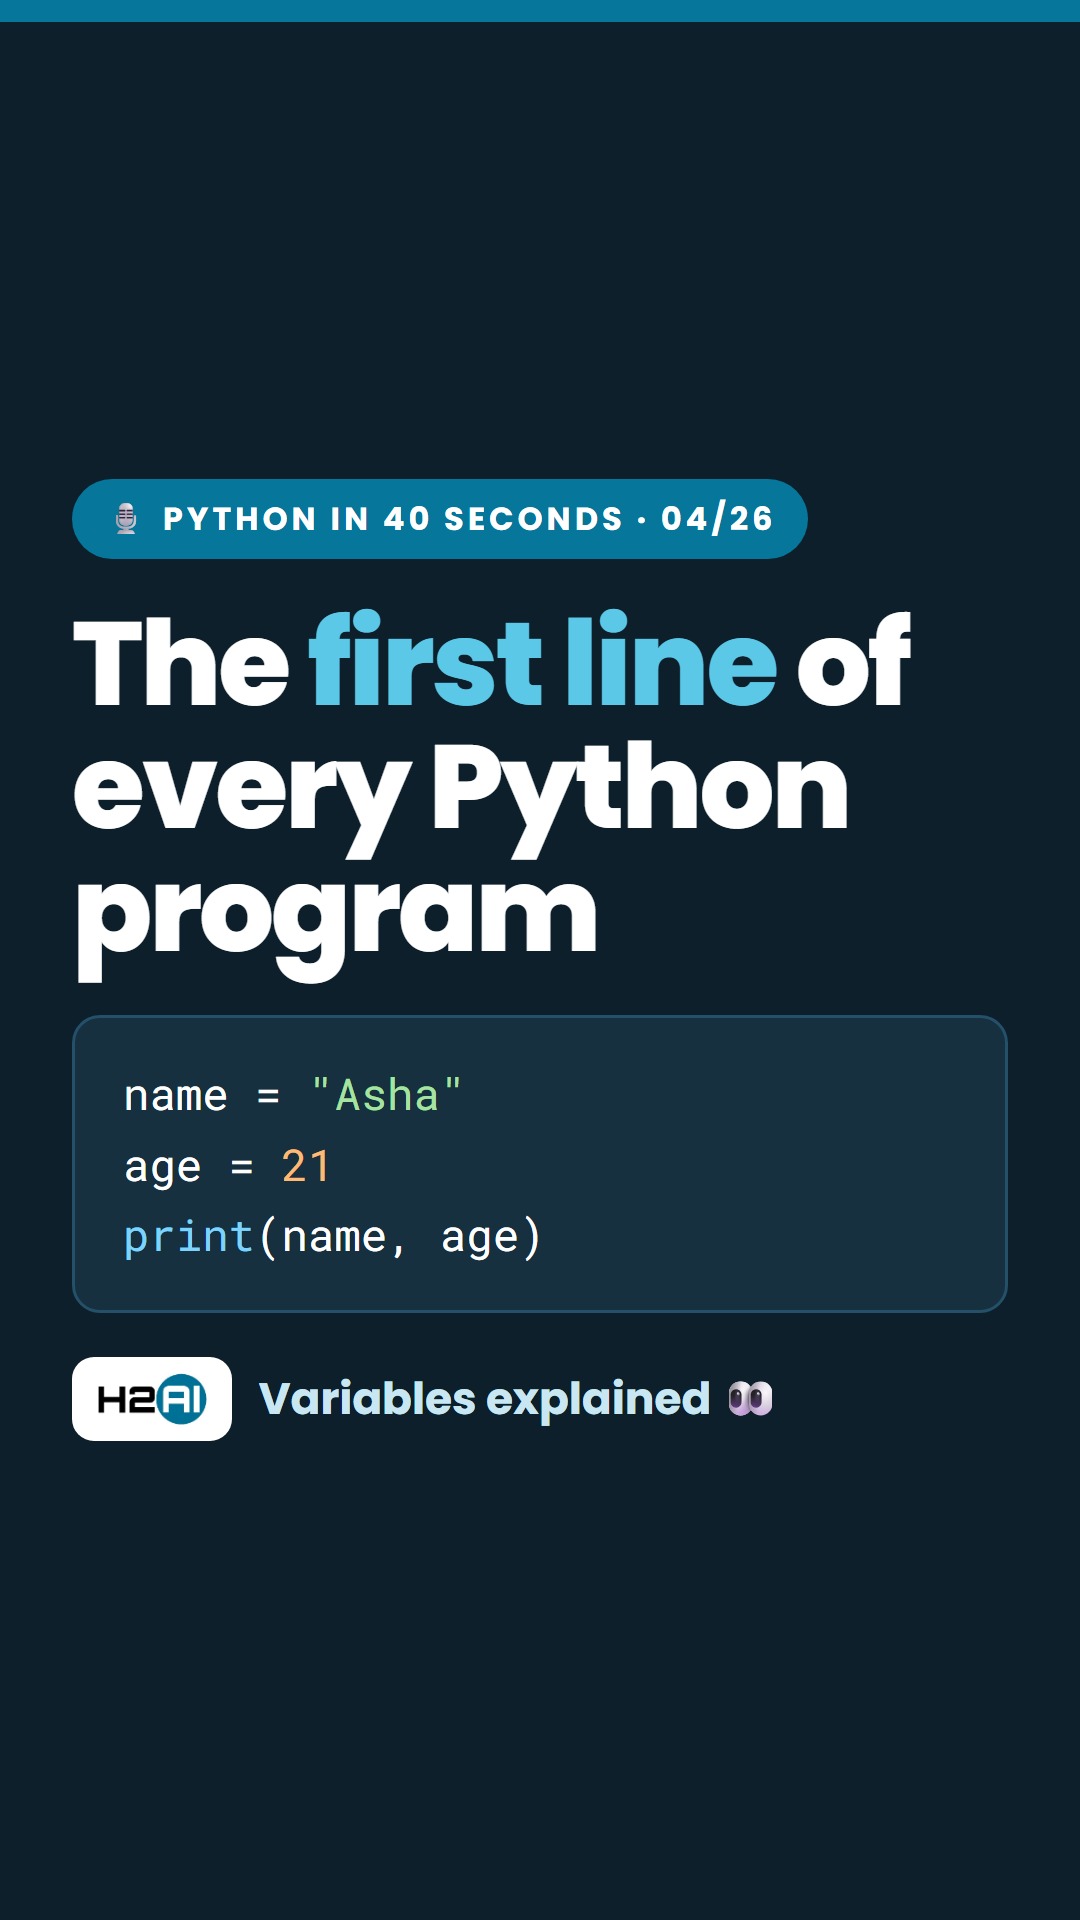 🎙️ PYTHON IN 40 SECONDS · 04/26
The first line of
every Python
program
name = "Asha"
age = 21
print(name, age)
H2AI Variables explained 👀